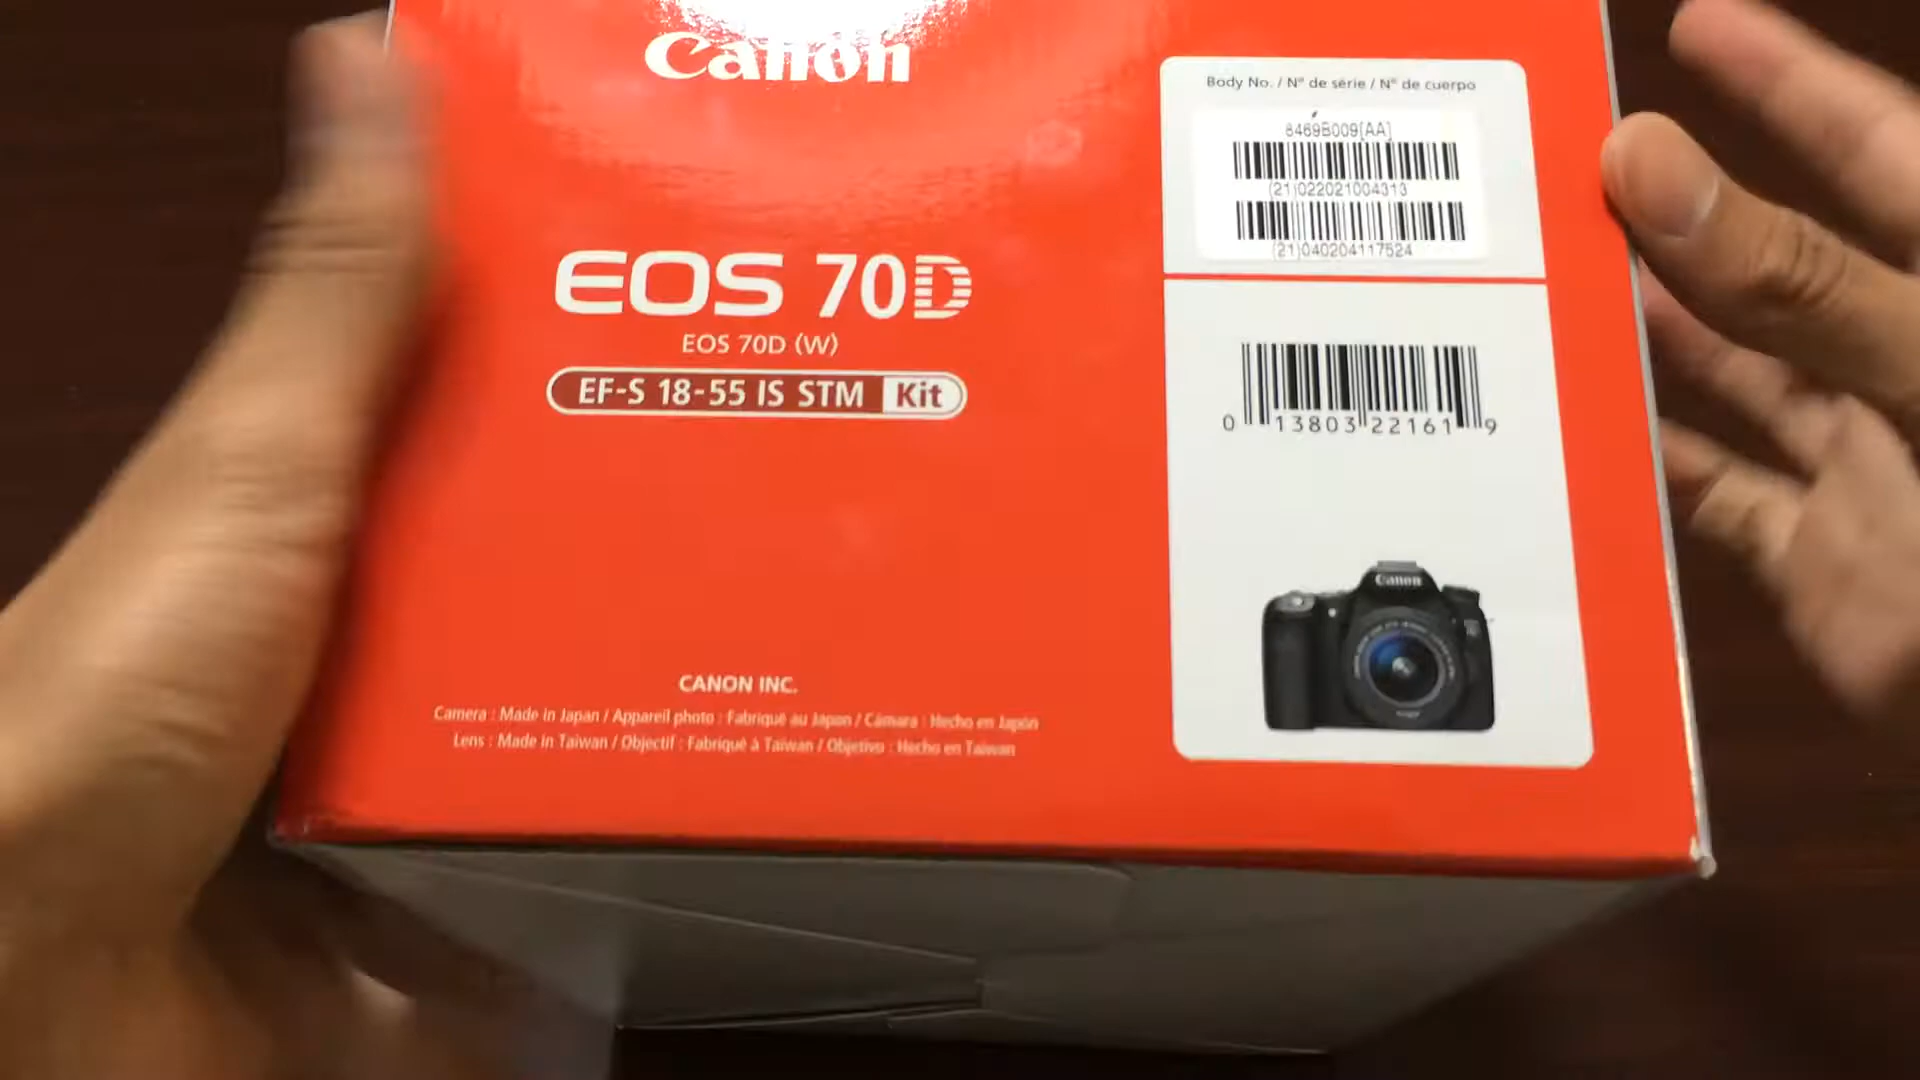 Canon
EOS 70D
EOS 70D (W)
EF-S 18-55 IS STM Kit
CANON INC.
Camera : Made in Japan / Appareil photo : Fabriqué au Japon / Cámara : Hecho en Japón
Lens : Made in Taiwan / Objectif : Fabriqué à Taïwan / Objetivo : Hecho en Taiwan
Body No. / N° de série / N° de cuerpo
8469B009[AA]
(21)022021004313
(21)040204117524
0 13803 22161 9
Canon